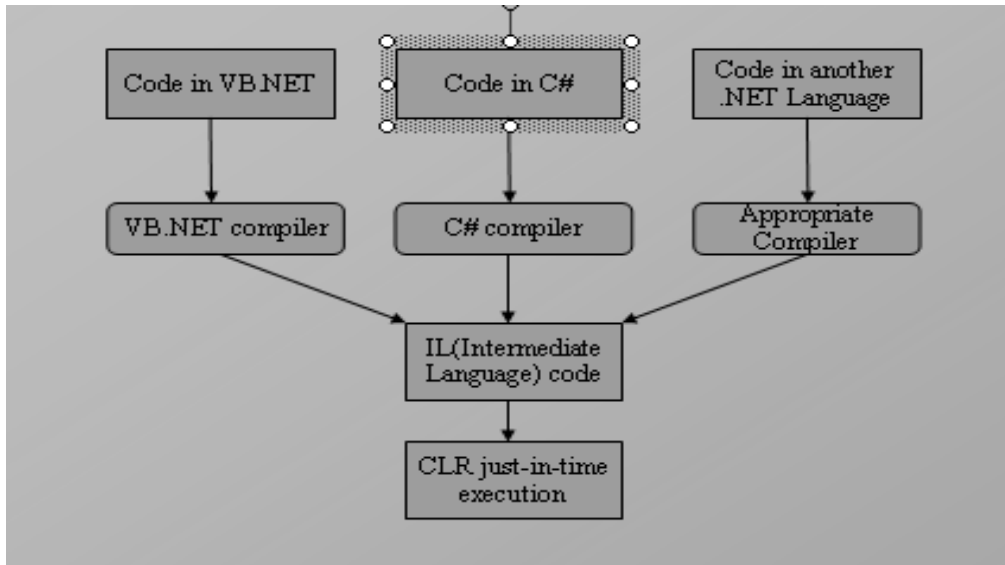 Code in VB.NET
Code in C#
Code in another
.NET Language
VB.NET compiler
C# compiler
Appropriate
Compiler
IL(Intermediate
Language) code
CLR just-in-time
execution